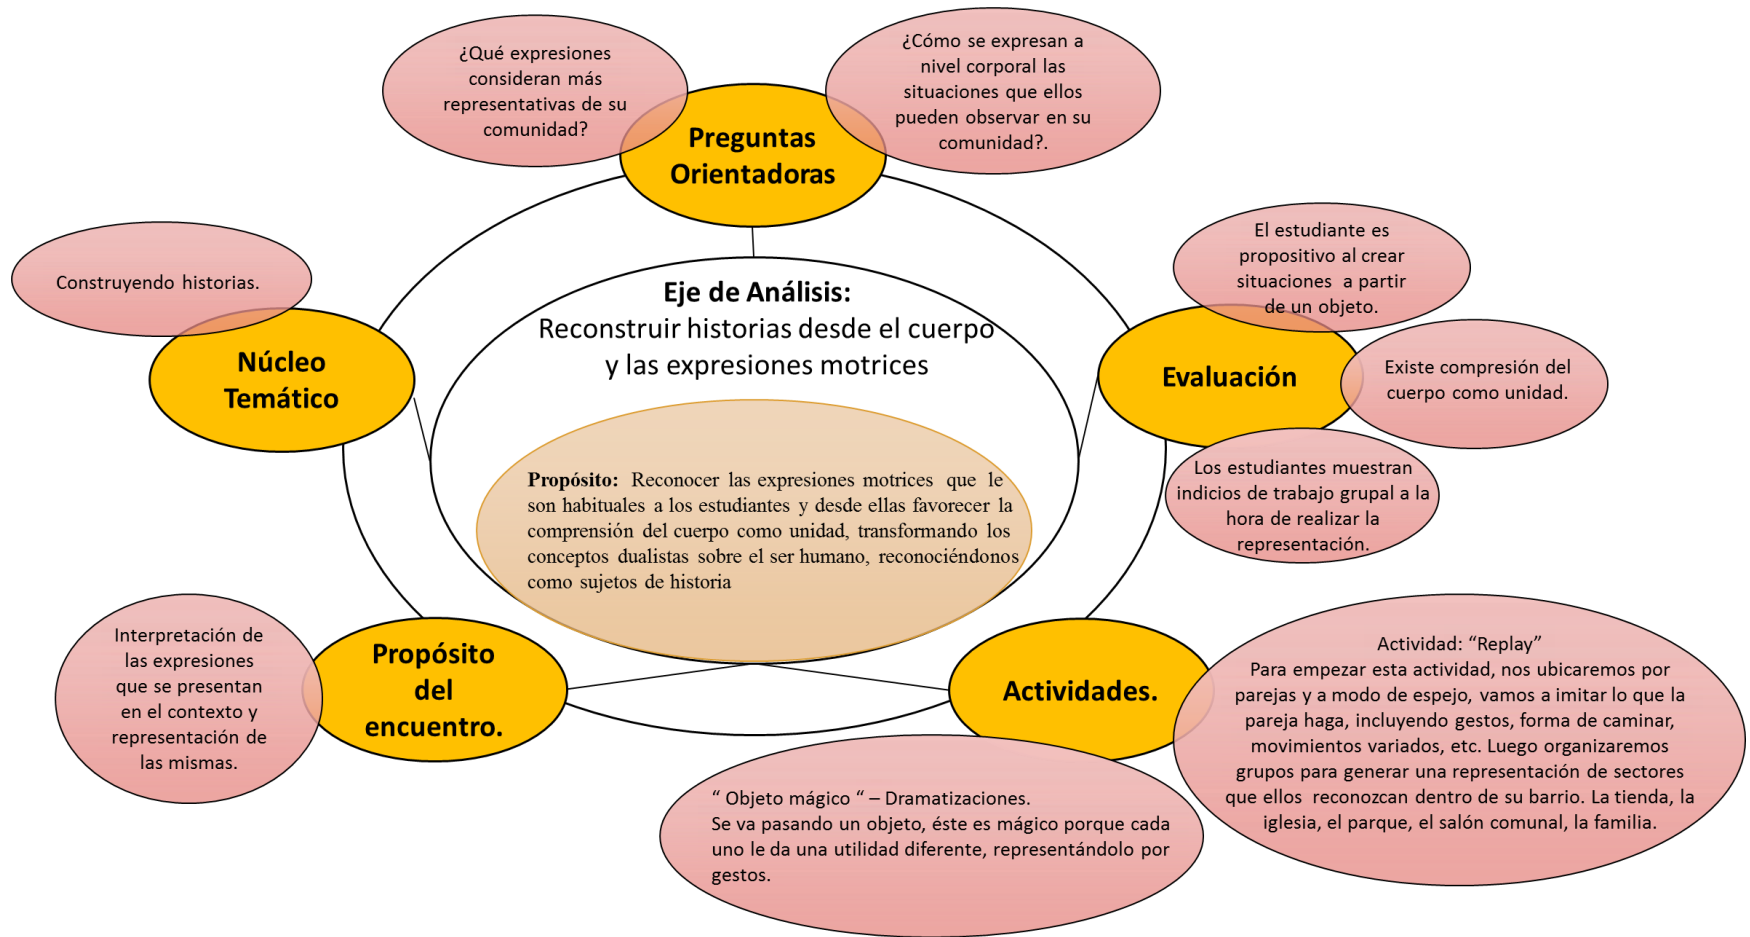 ¿Qué expresiones
consideran más
representativas de su
comunidad?
¿Cómo se expresan a
nivel corporal las
situaciones que ellos
pueden observar en su
comunidad?.
Preguntas
Orientadoras
Construyendo historias.
Núcleo
Temático
Eje de Análisis:
Reconstruir historias desde el cuerpo
y las expresiones motrices
Propósito: Reconocer las expresiones motrices que le
son habituales a los estudiantes y desde ellas favorecer la
comprensión del cuerpo como unidad, transformando los
conceptos dualistas sobre el ser humano, reconociéndonos
como sujetos de historia
El estudiante es
propositivo al crear
situaciones a partir
de un objeto.
Evaluación
Existe compresión del
cuerpo como unidad.
Los estudiantes muestran
indicios de trabajo grupal a la
hora de realizar la
representación.
Interpretación de
las expresiones
que se presentan
en el contexto y
representación de
las mismas.
Propósito
del
encuentro.
Actividades.
Actividad: “Replay”
Para empezar esta actividad, nos ubicaremos por
parejas y a modo de espejo, vamos a imitar lo que la
pareja haga, incluyendo gestos, forma de caminar,
movimientos variados, etc. Luego organizaremos
grupos para generar una representación de sectores
que ellos reconozcan dentro de su barrio. La tienda, la
iglesia, el parque, el salón comunal, la familia.
“ Objeto mágico “ – Dramatizaciones.
Se va pasando un objeto, éste es mágico porque cada
uno le da una utilidad diferente, representándolo por
gestos.